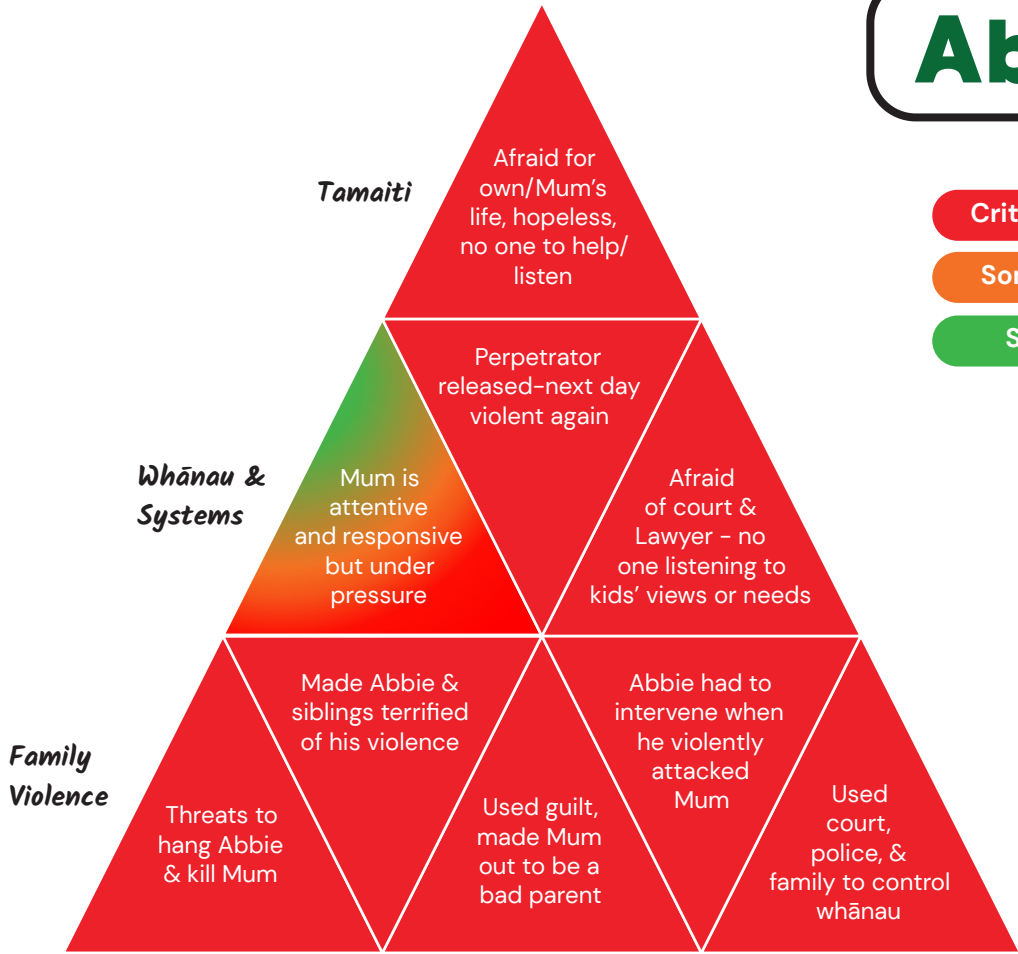 Ab
Crit
Sor
S
Tamaiti
Afraid for
own/Mum's
life, hopeless,
no one to help/
listen
Whānau &
Systems
Mum is
attentive
and responsive
but under
pressure
Perpetrator
released–next day
violent again
Afraid
of court &
Lawyer – no
one listening to
kids' views or needs
Family
Violence
Threats to
hang Abbie
& kill Mum
Made Abbie &
siblings terrified
of his violence
Used guilt,
made Mum
out to be a
bad parent
Abbie had to
intervene when
he violently
attacked
Mum
Used
court,
police, &
family to control
whānau